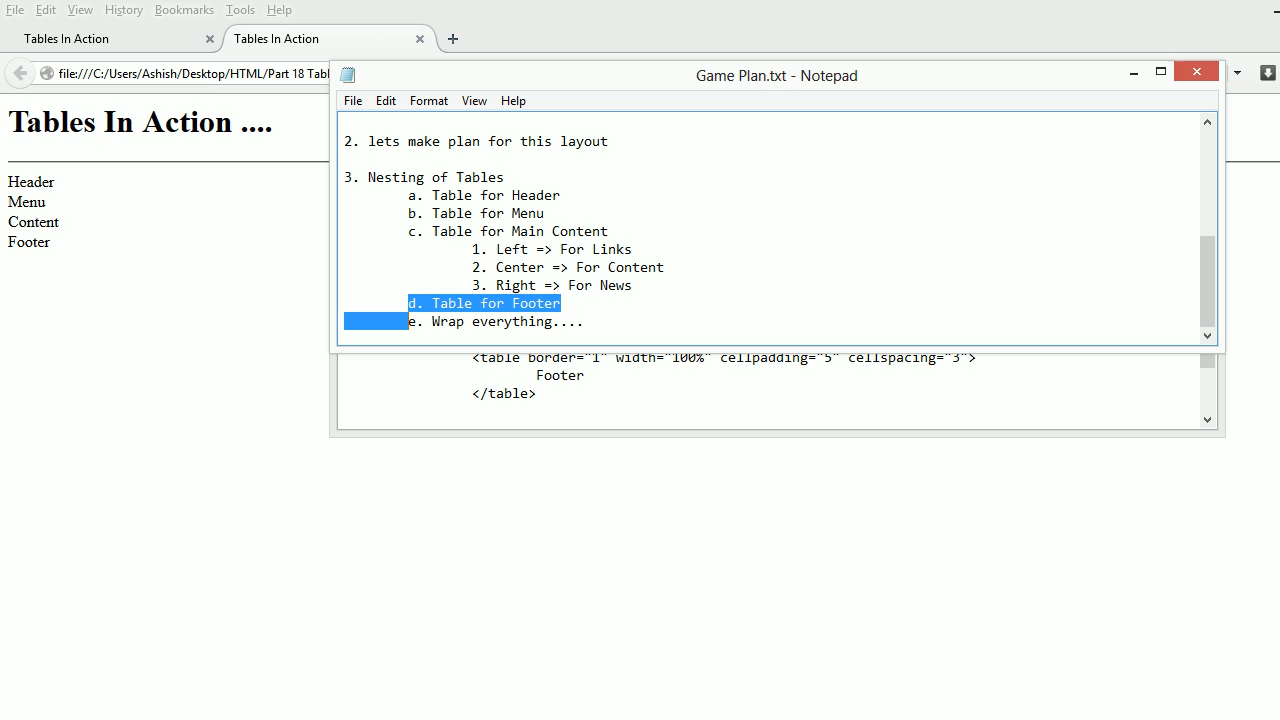 File Edit View History Bookmarks Tools Help
Tables In Action × Tables In Action × +
file:///C:/Users/Ashish/Desktop/HTML/Part 18 Tabl
Game Plan.txt - Notepad
File Edit Format View Help
Tables In Action ....
Header
Menu
Content
Footer
2. lets make plan for this layout
3. Nesting of Tables
a. Table for Header
b. Table for Menu
c. Table for Main Content
1. Left => For Links
2. Center => For Content
3. Right => For News
d. Table for Footer
e. Wrap everything....
<table border="1" width="100%" cellpadding="5" cellspacing="3">
Footer
</table>